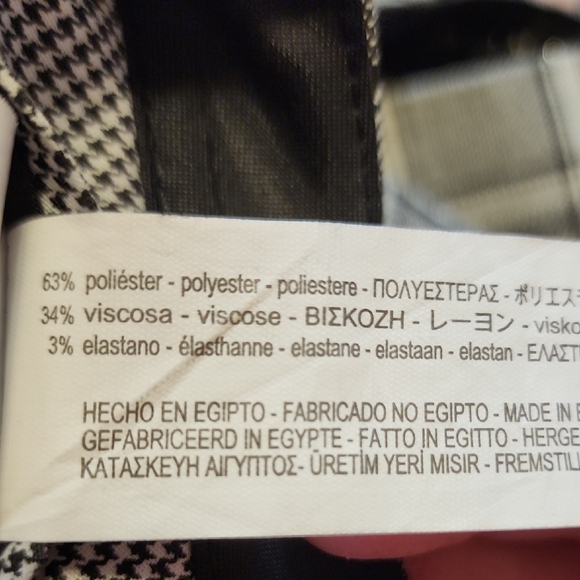 63% poliéster - polyester - poliestere - ΠΟΛΥΕΣΤΕΡΑΣ - ポリエス
34% viscosa - viscose - ΒΙΣΚΟΖΗ - レーヨン - visko
3% elastano - élasthanne - elastane - elastaan - elastan - ΕΛΑΣΤ
HECHO EN EGIPTO - FABRICADO NO EGIPTO - MADE IN E
GEFABRICEERD IN EGYPTE - FATTO IN EGITTO - HERGE
ΚΑΤΑΣΚΕΥΗ ΑΙΓΥΠΤΟΣ- ÜRETİM YERİ MISIR - FREMSTILL